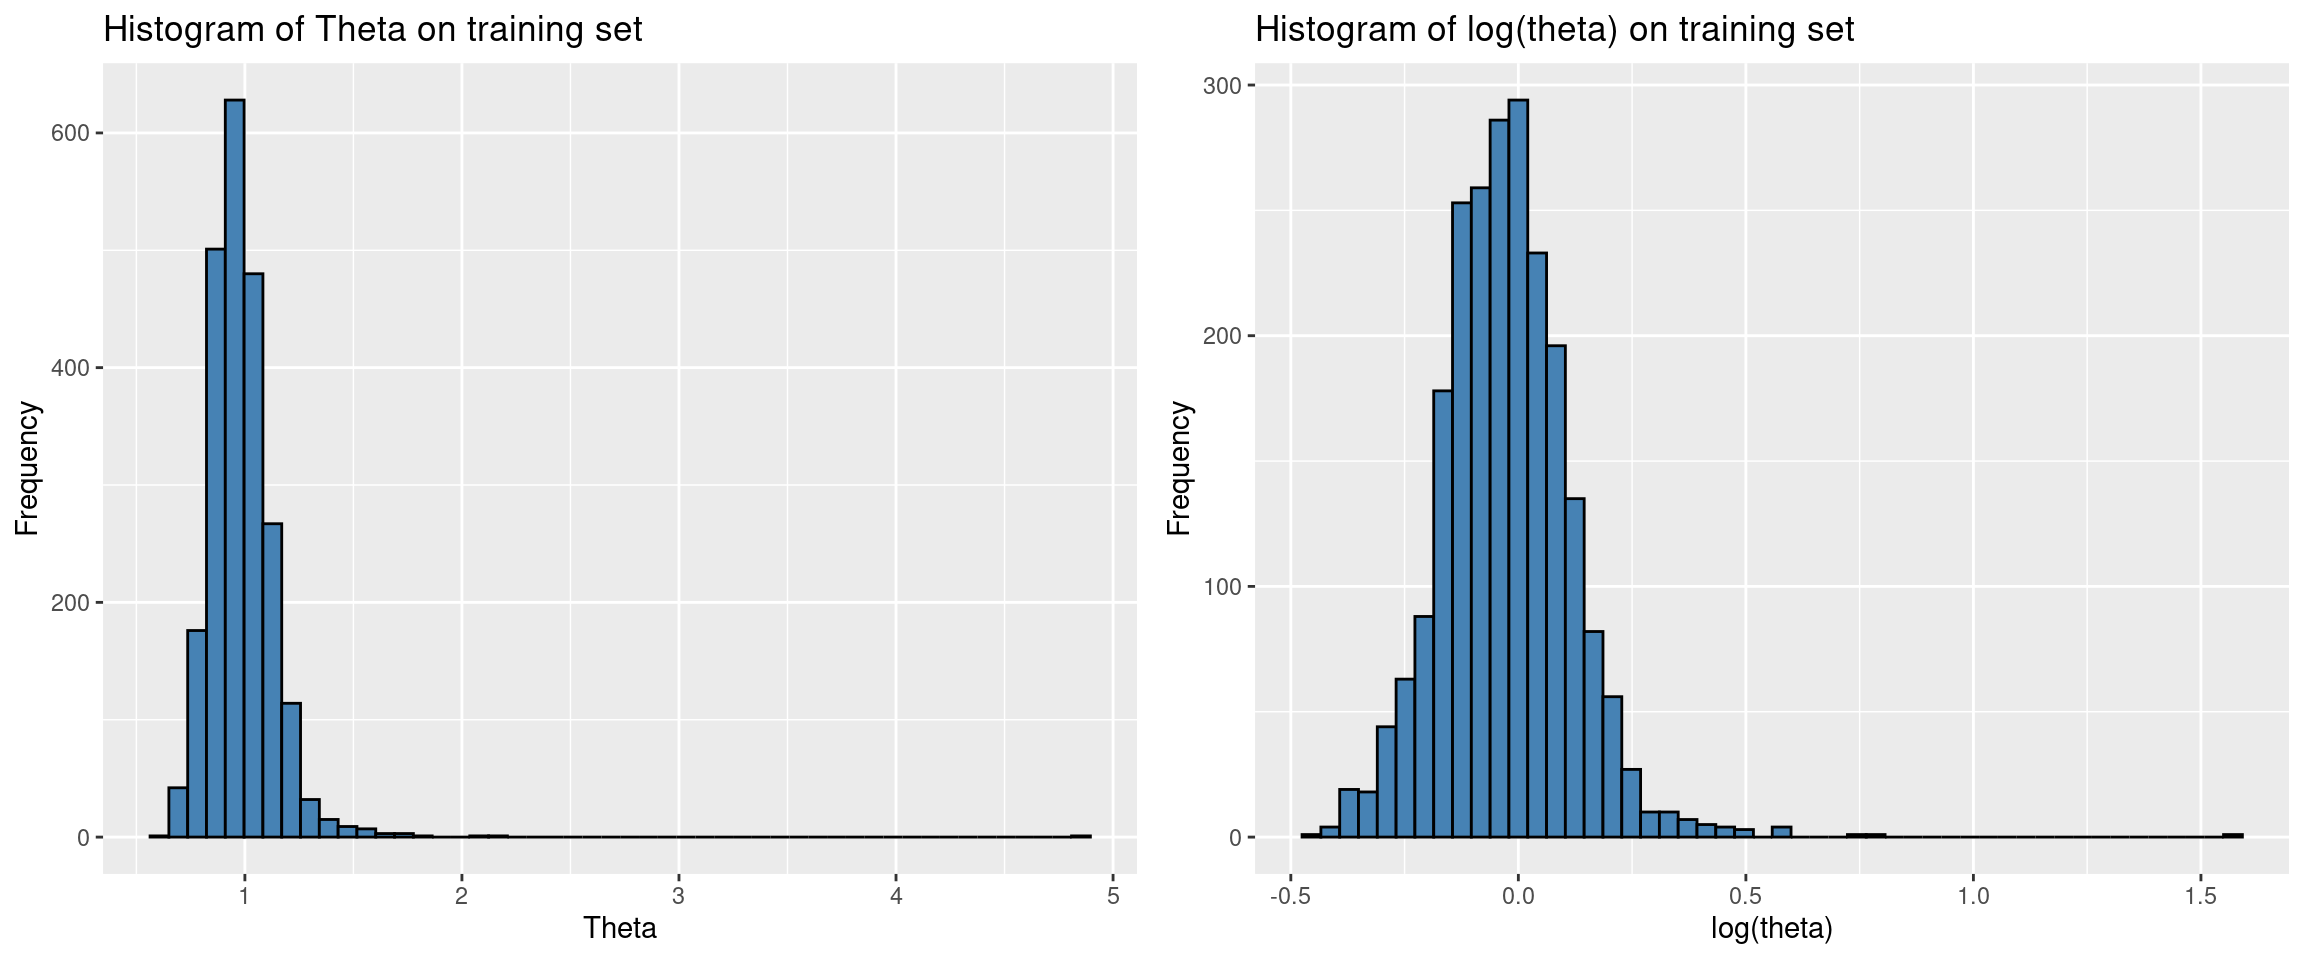 Histogram of Theta on training set
600
400
200
0
Frequency
1 2 3 4 5
Theta
Histogram of log(theta) on training set
300
200
100
0
Frequency
-0.5 0.0 0.5 1.0 1.5
log(theta)